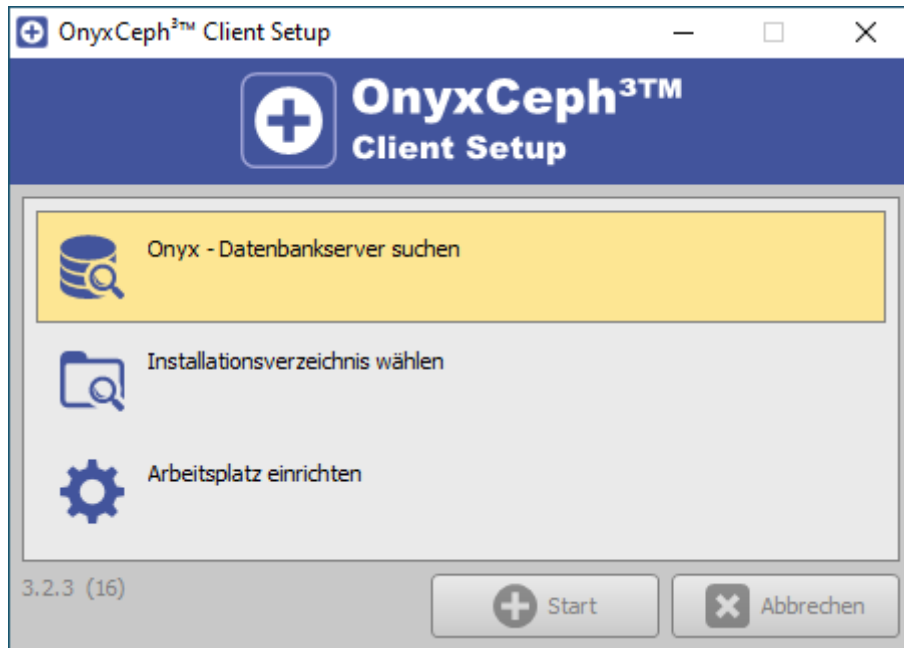 OnyxCeph³™ Client Setup
OnyxCeph³ᵀᴹ
Client Setup
Onyx - Datenbankserver suchen
Installationsverzeichnis wählen
Arbeitsplatz einrichten
3.2.3 (16)
Start
Abbrechen